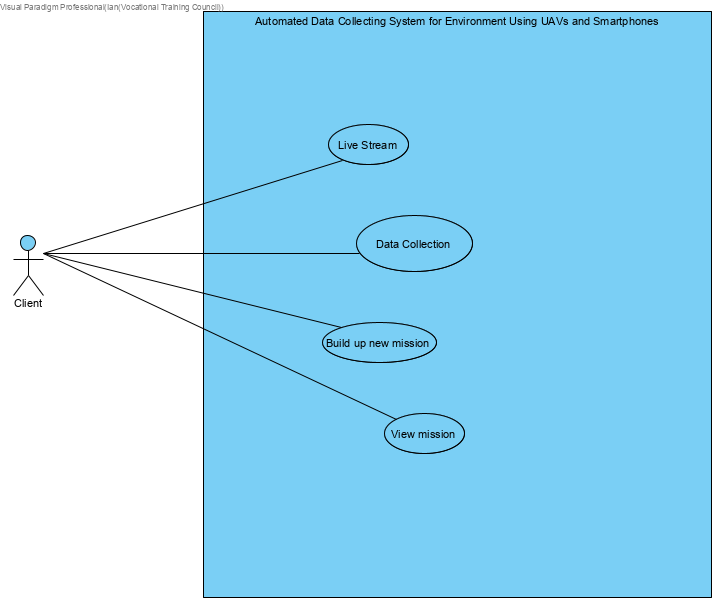 Visual Paradigm Professional(Ian(Vocational Training Council))
Automated Data Collecting System for Environment Using UAVs and Smartphones
Live Stream
Data Collection
Client
Build up new mission
View mission